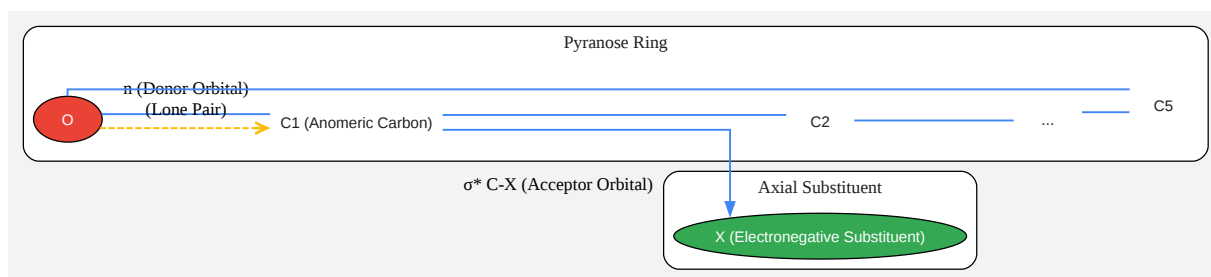 Pyranose Ring
n (Donor Orbital)
(Lone Pair)
O
C1 (Anomeric Carbon)
C2
...
C5
σ* C-X (Acceptor Orbital)
Axial Substituent
X (Electronegative Substituent)